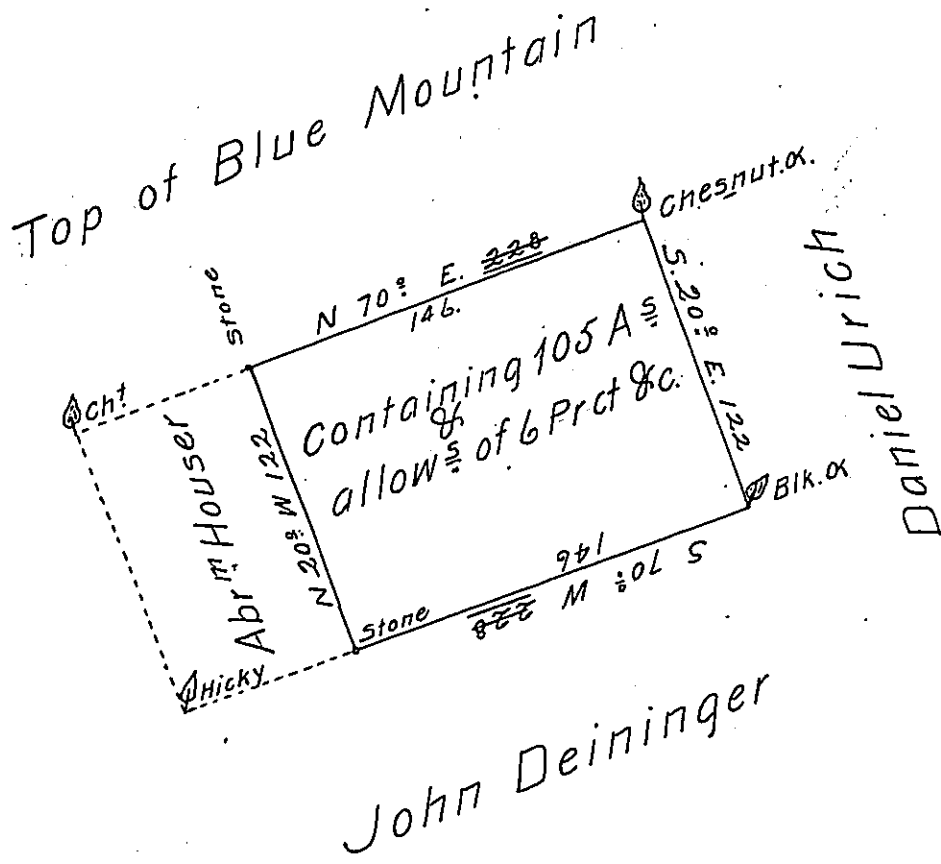 Top of Blue Mountain
Chesnut.α.
Stone
N 70° E. 228
146.
S. 20° E. 122
Daniel Urich
Cht
Abrm Houser
N 20° W 122
Containing 105 As
&
allows of 6 Prct &c.
Blk. α
Stone
146
S 70° W 228
Hicky
John Deininger